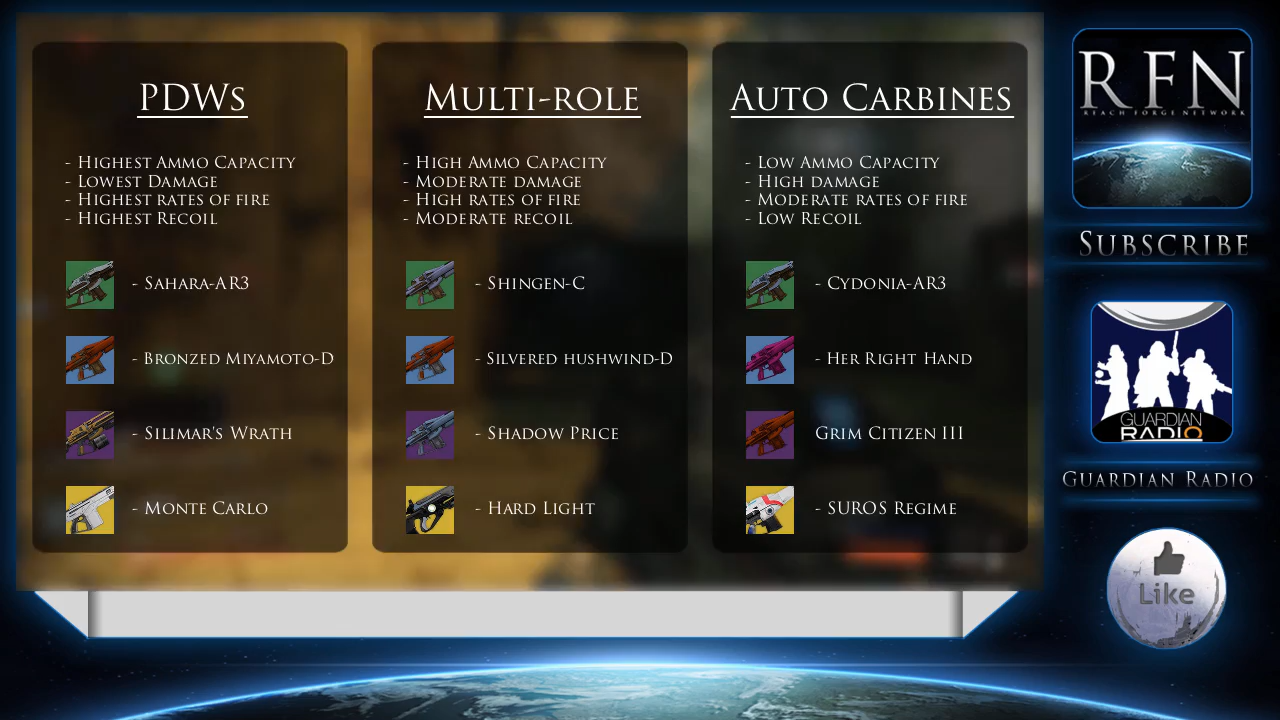 PDWs
- Highest Ammo Capacity
- Lowest Damage
- Highest rates of fire
- Highest Recoil
- Sahara-AR3
- Bronzed Miyamoto-D
- Silimar's Wrath
- Monte Carlo
Multi-role
- High Ammo Capacity
- Moderate damage
- High rates of fire
- Moderate recoil
- Shingen-C
- Silvered hushwind-D
- Shadow Price
- Hard Light
Auto Carbines
- Low Ammo Capacity
- High damage
- Moderate rates of fire
- Low Recoil
- Cydonia-AR3
- Her Right Hand
Grim Citizen III
- SUROS Regime
RFN
REACH FORGE NETWORK
Subscribe
GUARDIAN
RADIO
Guardian Radio
Like